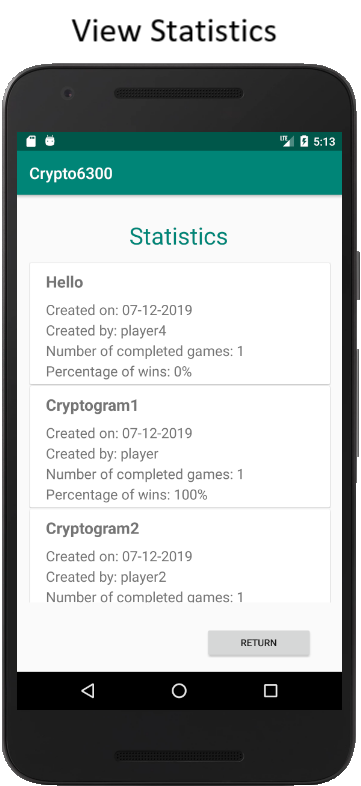 View Statistics
LTE 5:13
Crypto6300
Statistics
Hello
Created on: 07-12-2019
Created by: player4
Number of completed games: 1
Percentage of wins: 0%
Cryptogram1
Created on: 07-12-2019
Created by: player
Number of completed games: 1
Percentage of wins: 100%
Cryptogram2
Created on: 07-12-2019
Created by: player2
Number of completed games: 1
RETURN